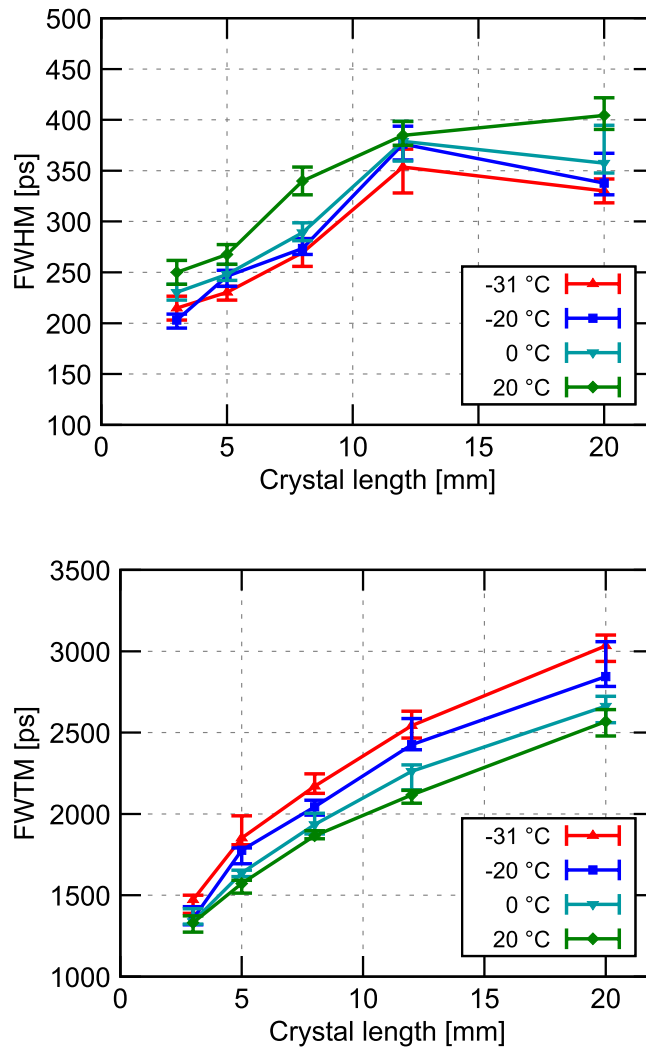 500
450
400
350
300
250
200
150
100
FWHM [ps]
-31 °C
-20 °C
0 °C
20 °C
0 5 10 15 20
Crystal length [mm]
3500
3000
2500
2000
1500
1000
FWTM [ps]
-31 °C
-20 °C
0 °C
20 °C
0 5 10 15 20
Crystal length [mm]